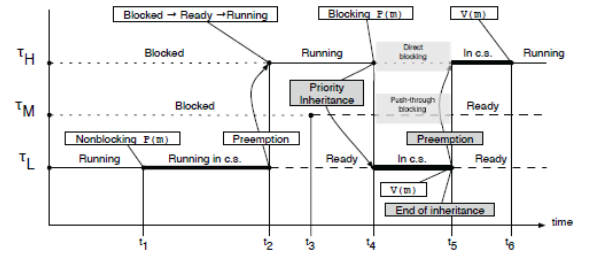 Blocked → Ready →Running
Blocking P(m)
V(m)
τH
Blocked
Running
Direct
blocking
In c.s.
Running
Priority
Inheritance
τM
Blocked
Push-through
blocking
Ready
Nonblocking P(m)
Preemption
Preemption
τL
Running
Running in c.s.
Ready
In c.s.
Ready
V(m)
End of inheritance
time
t1
t2
t3
t4
t5
t6